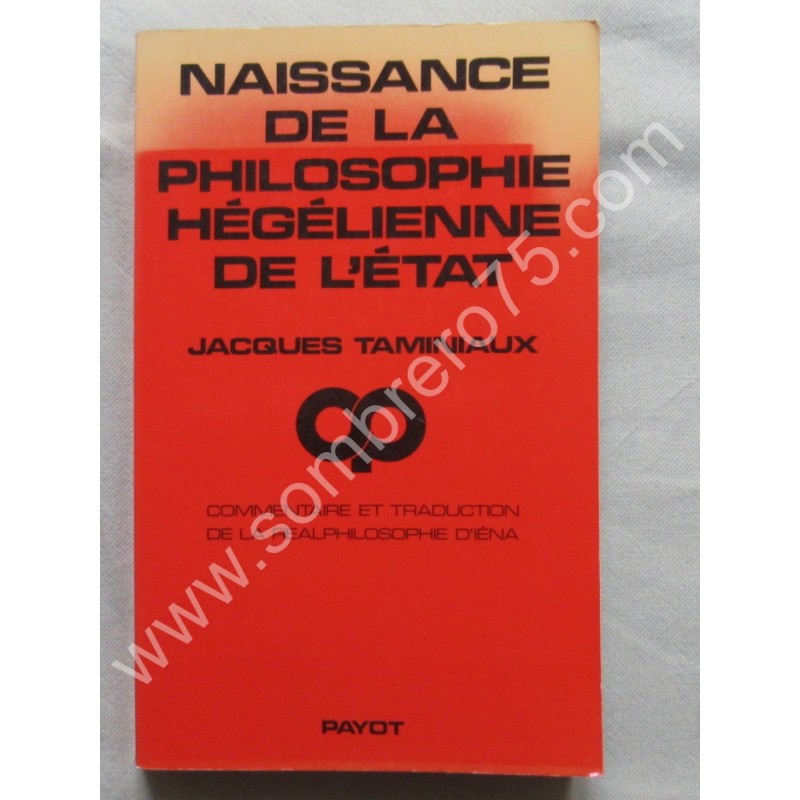 NAISSANCE
DE LA
PHILOSOPHIE
HÉGÉLIENNE
DE L'ÉTAT
JACQUES TAMINIAUX
COMMENTAIRE ET TRADUCTION
DE LA REALPHILOSOPHIE D'IÉNA
PAYOT
www.sombrero75.com